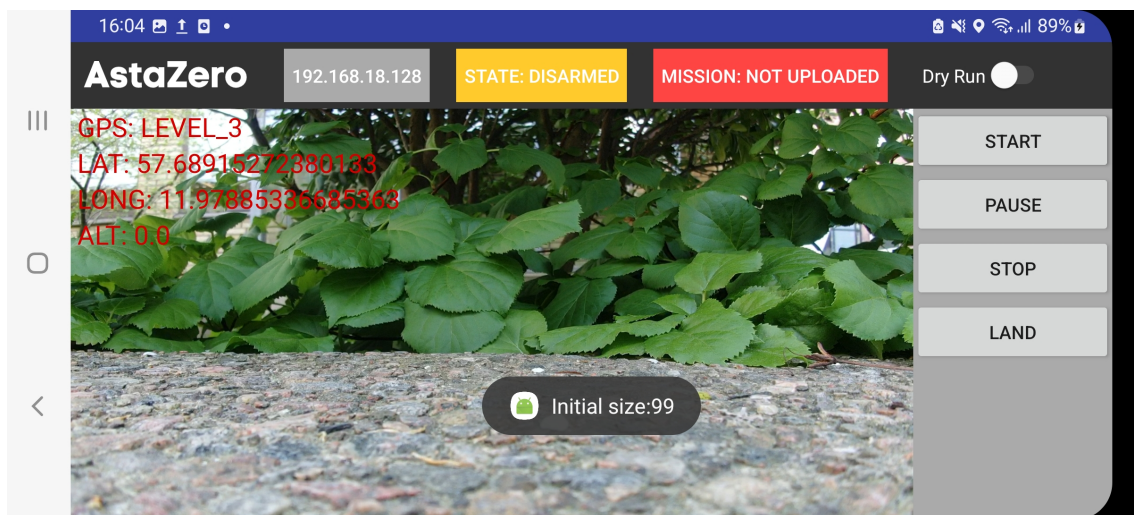 16:04
89%
AstaZero
192.168.18.128
STATE: DISARMED
MISSION: NOT UPLOADED
Dry Run
GPS: LEVEL_3
LAT: 57.68915272380133
LONG: 11.97885336685363
ALT: 0.0
START
PAUSE
STOP
LAND
Initial size:99